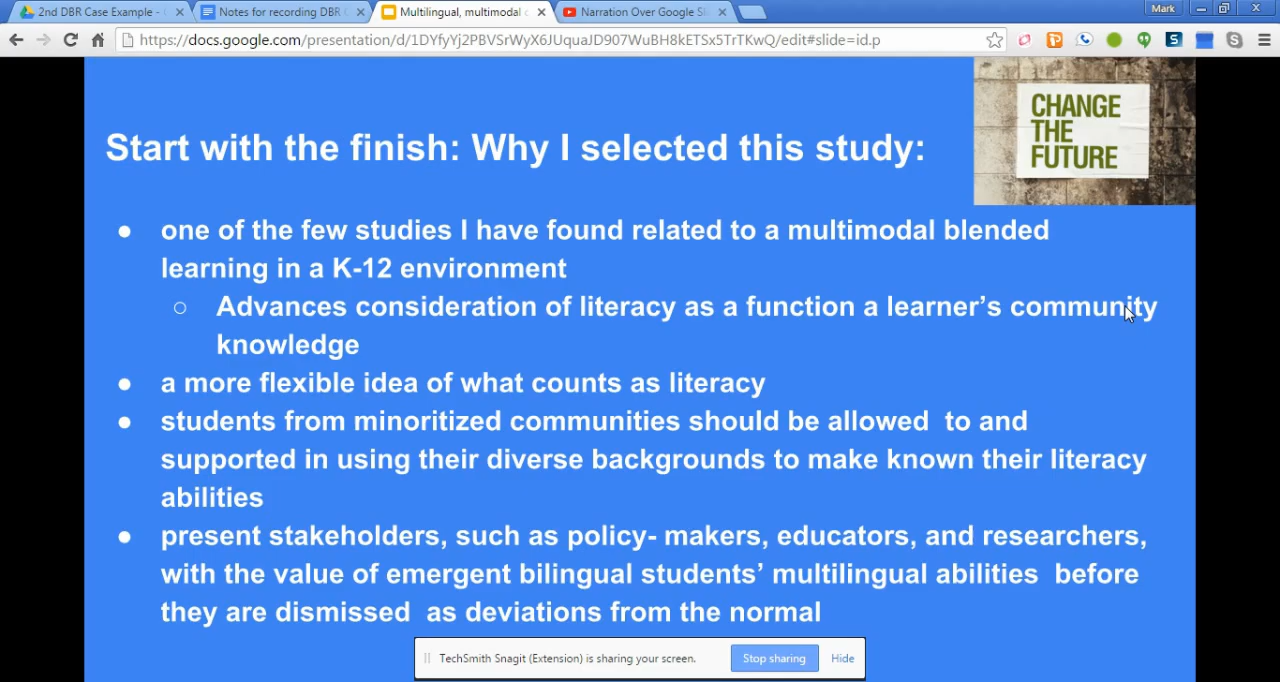 2nd DBR Case Example -
Notes for recording DBR
Multilingual, multimodal
Narration Over Google Sl
Mark
https://docs.google.com/presentation/d/1DYfyYj2PBVSrWyX6JUquaJD907WuBH8kETSx5TrTKwQ/edit#slide=id.p
CHANGE
THE
FUTURE
Start with the finish: Why I selected this study:
● one of the few studies I have found related to a multimodal blended
learning in a K-12 environment
○ Advances consideration of literacy as a function a learner’s community
knowledge
● a more flexible idea of what counts as literacy
● students from minoritized communities should be allowed  to and
supported in using their diverse backgrounds to make known their literacy
abilities
● present stakeholders, such as policy- makers, educators, and researchers,
with the value of emergent bilingual students’ multilingual abilities  before
they are dismissed  as deviations from the normal
TechSmith Snagit (Extension) is sharing your screen.
Stop sharing
Hide